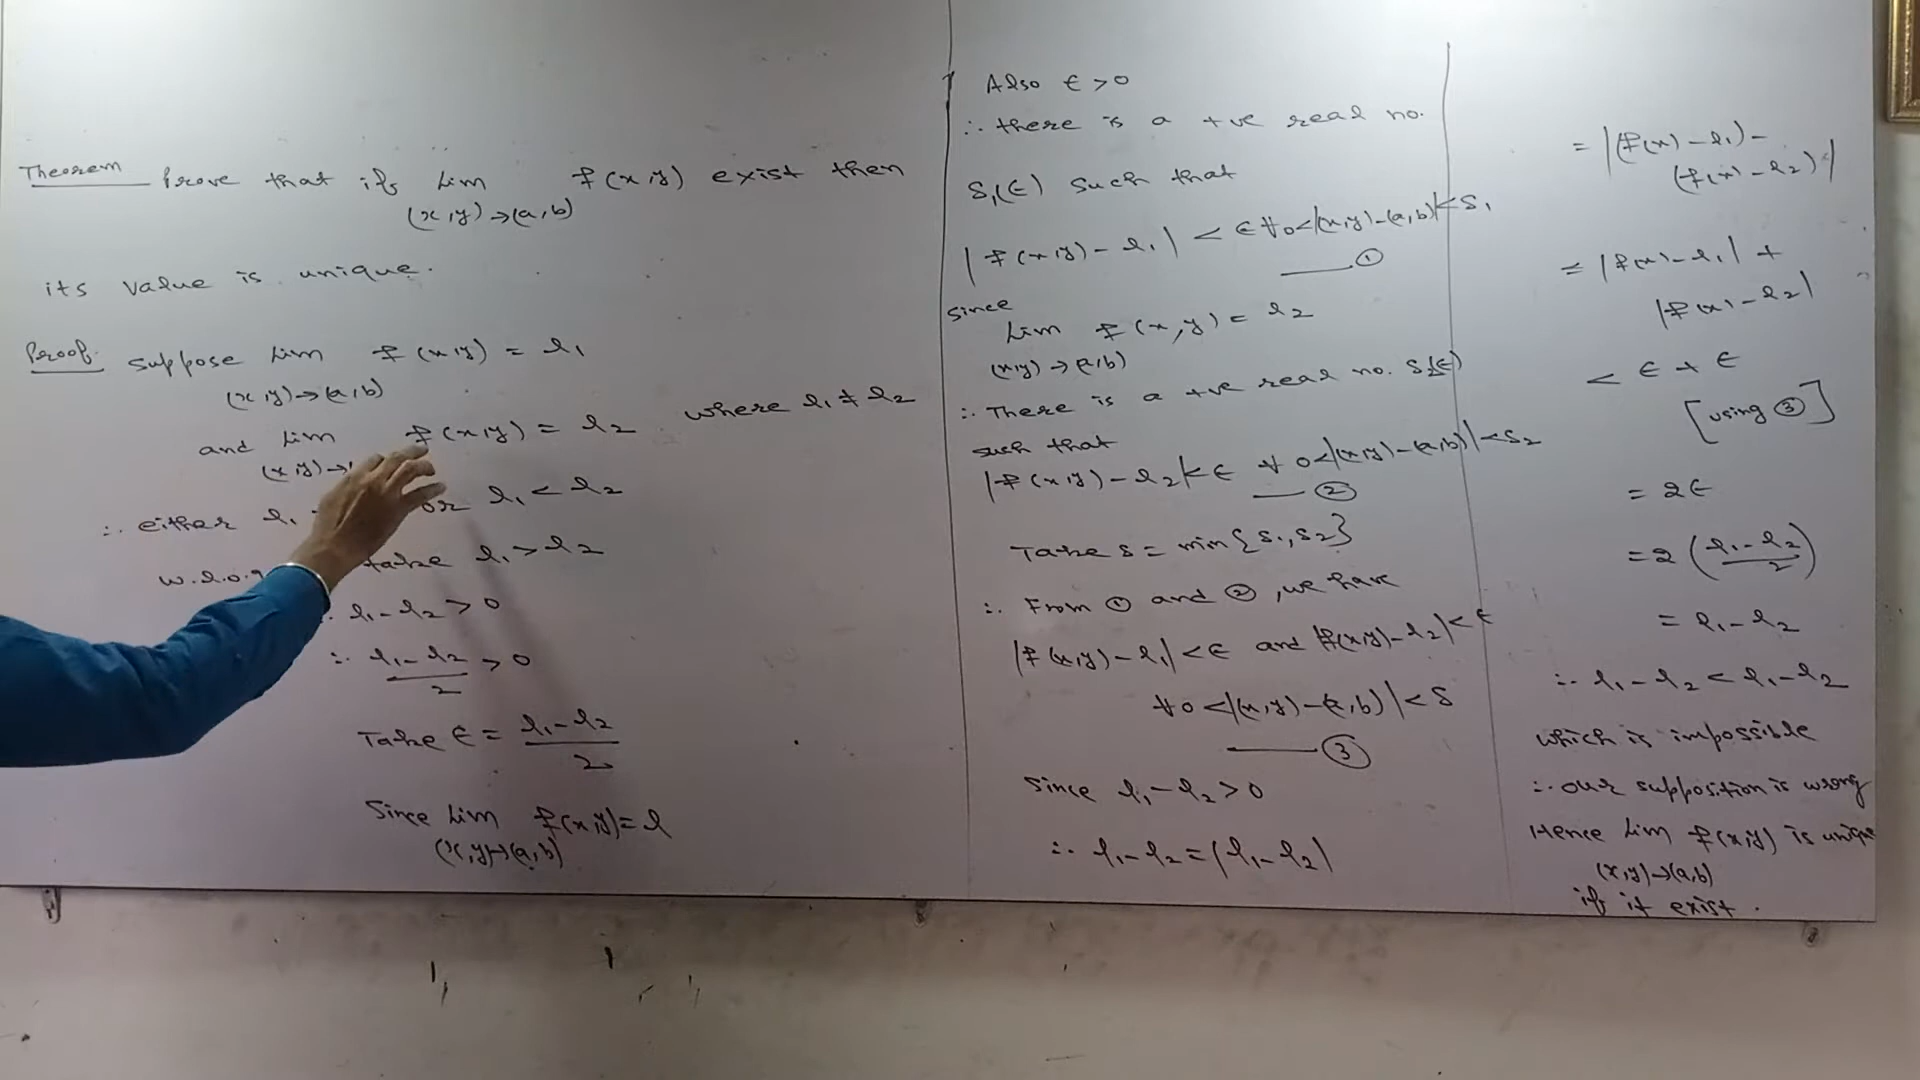 Theorem Prove that if Lim f(x,y) exist then
(x,y)→(a,b)
its value is unique.
Proof. Suppose Lim f(x,y) = l₁
(x,y)→(a,b)
and Lim f(x,y) = l₂ where l₁ ≠ l₂
(x,y)→
∴ either l₁ or l₁ < l₂
w.l.o.g take l₁ > l₂
∴ l₁ - l₂ > 0
∴ (l₁ - l₂)/2 > 0
Take ϵ = (l₁ - l₂)/2
Since Lim f(x,y) = l
(x,y)→(a,b)
Also ϵ > 0
∴ there is a +ve real no.
δ₁(ϵ) such that
|f(x,y) - l₁| < ϵ ∀ 0<|(x,y)-(a,b)|<δ₁
—— ①
Since
Lim f(x,y) = l₂
(x,y)→(a,b)
∴ There is a +ve real no. δ₂(ϵ)
such that
|f(x,y) - l₂|<ϵ ∀ 0<|(x,y)-(a,b)|<δ₂
—— ②
Take δ = min{δ₁, δ₂}
∴ From ① and ②, we have
|f(x,y) - l₁|<ϵ and |f(x,y) - l₂|<ϵ
∀ 0<|(x,y)-(a,b)|<δ
—— ③
Since l₁ - l₂ > 0
∴ l₁ - l₂ = |l₁ - l₂|
= |(f(x) - l₁) -
(f(x) - l₂)|
≤ |f(x) - l₁| +
|f(x) - l₂|
< ϵ + ϵ
[using ③]
= 2ϵ
= 2((l₁ - l₂)/2)
= l₁ - l₂
∴ l₁ - l₂ < l₁ - l₂
which is impossible
∴ our supposition is wrong
Hence Lim f(x,y) is unique
(x,y)→(a,b)
if it exist.